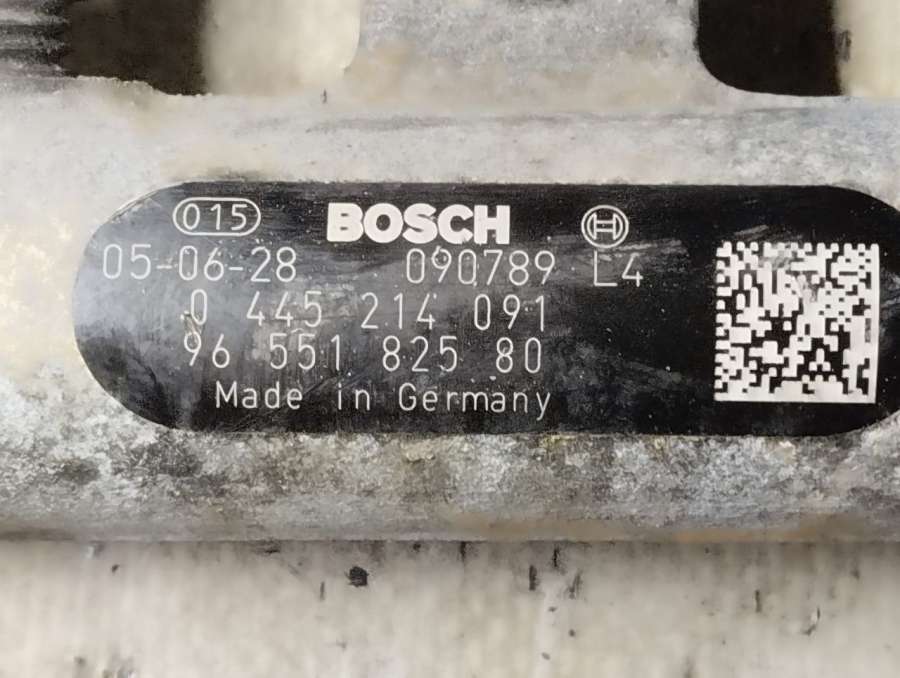 015 BOSCH
05-06-28 090789 L4
0 445 214 091
96 551 825 80
Made in Germany